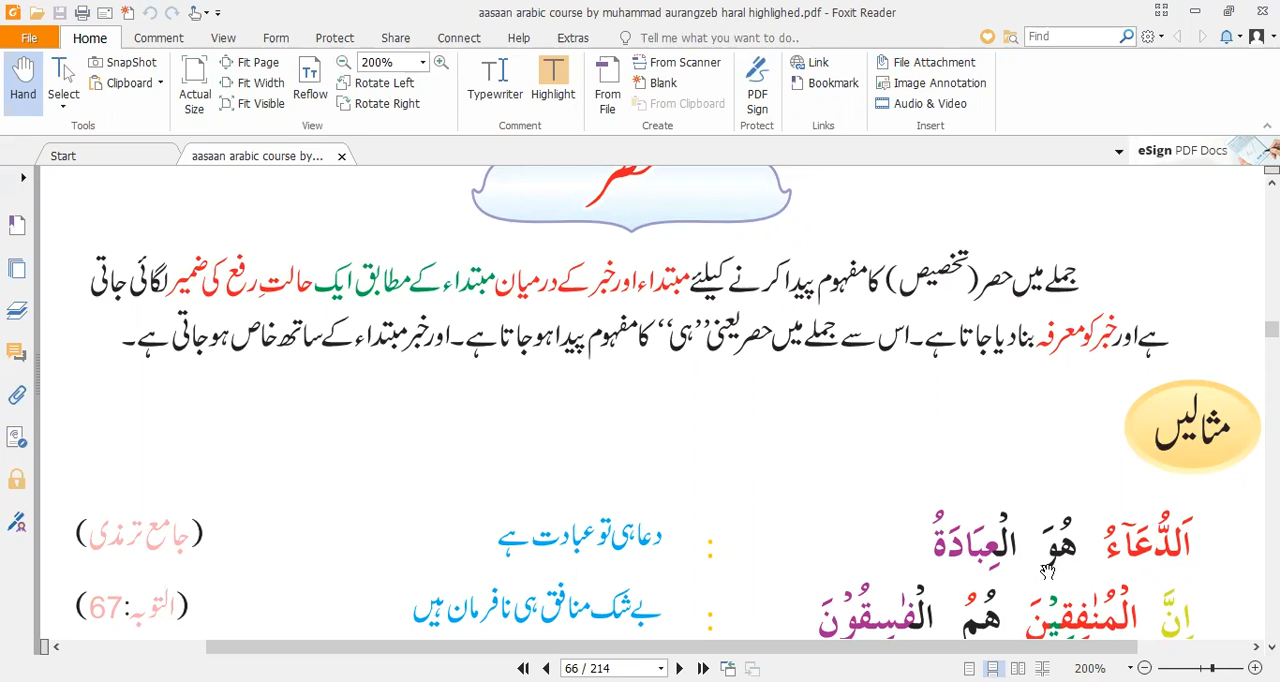 aasaan arabic course by muhammad aurangzeb haral highlighed.pdf - Foxit Reader
File Home Comment View Form Protect Share Connect Help Extras Tell me what you want to do.. Find
Hand Select SnapShot Clipboard Actual Size Fit Page Fit Width Fit Visible Reflow 200% Rotate Left Rotate Right Typewriter Highlight From File From Scanner Blank From Clipboard PDF Sign Link Bookmark File Attachment Image Annotation Audio & Video
Tools View Comment Create Protect Links Insert
Start aasaan arabic course by... eSign PDF Docs
حصر
جملے میں حصر (تخصیص) کا مفہوم پیدا کرنے کیلئے مبتداء اور خبر کے درمیان مبتداء کے مطابق ایک حالتِ رفع کی ضمیر لگائی جاتی
ہے اور خبر کو معرفہ بنا دیا جاتا ہے۔ اس سے جملے میں حصر یعنی ”ہی“ کا مفہوم پیدا ہو جاتا ہے۔ اور خبر مبتداء کے ساتھ خاص ہو جاتی ہے۔
مثالیں
اَلدُّعَآءُ هُوَ الْعِبَادَةُ : دعا ہی تو عبادت ہے (جامع ترمذی)
اِنَّ الْمُنٰفِقِيْنَ هُمُ الْفٰسِقُوْنَ : بے شک منافق ہی نافرمان ہیں (التوبہ:67)
66 / 214 200%